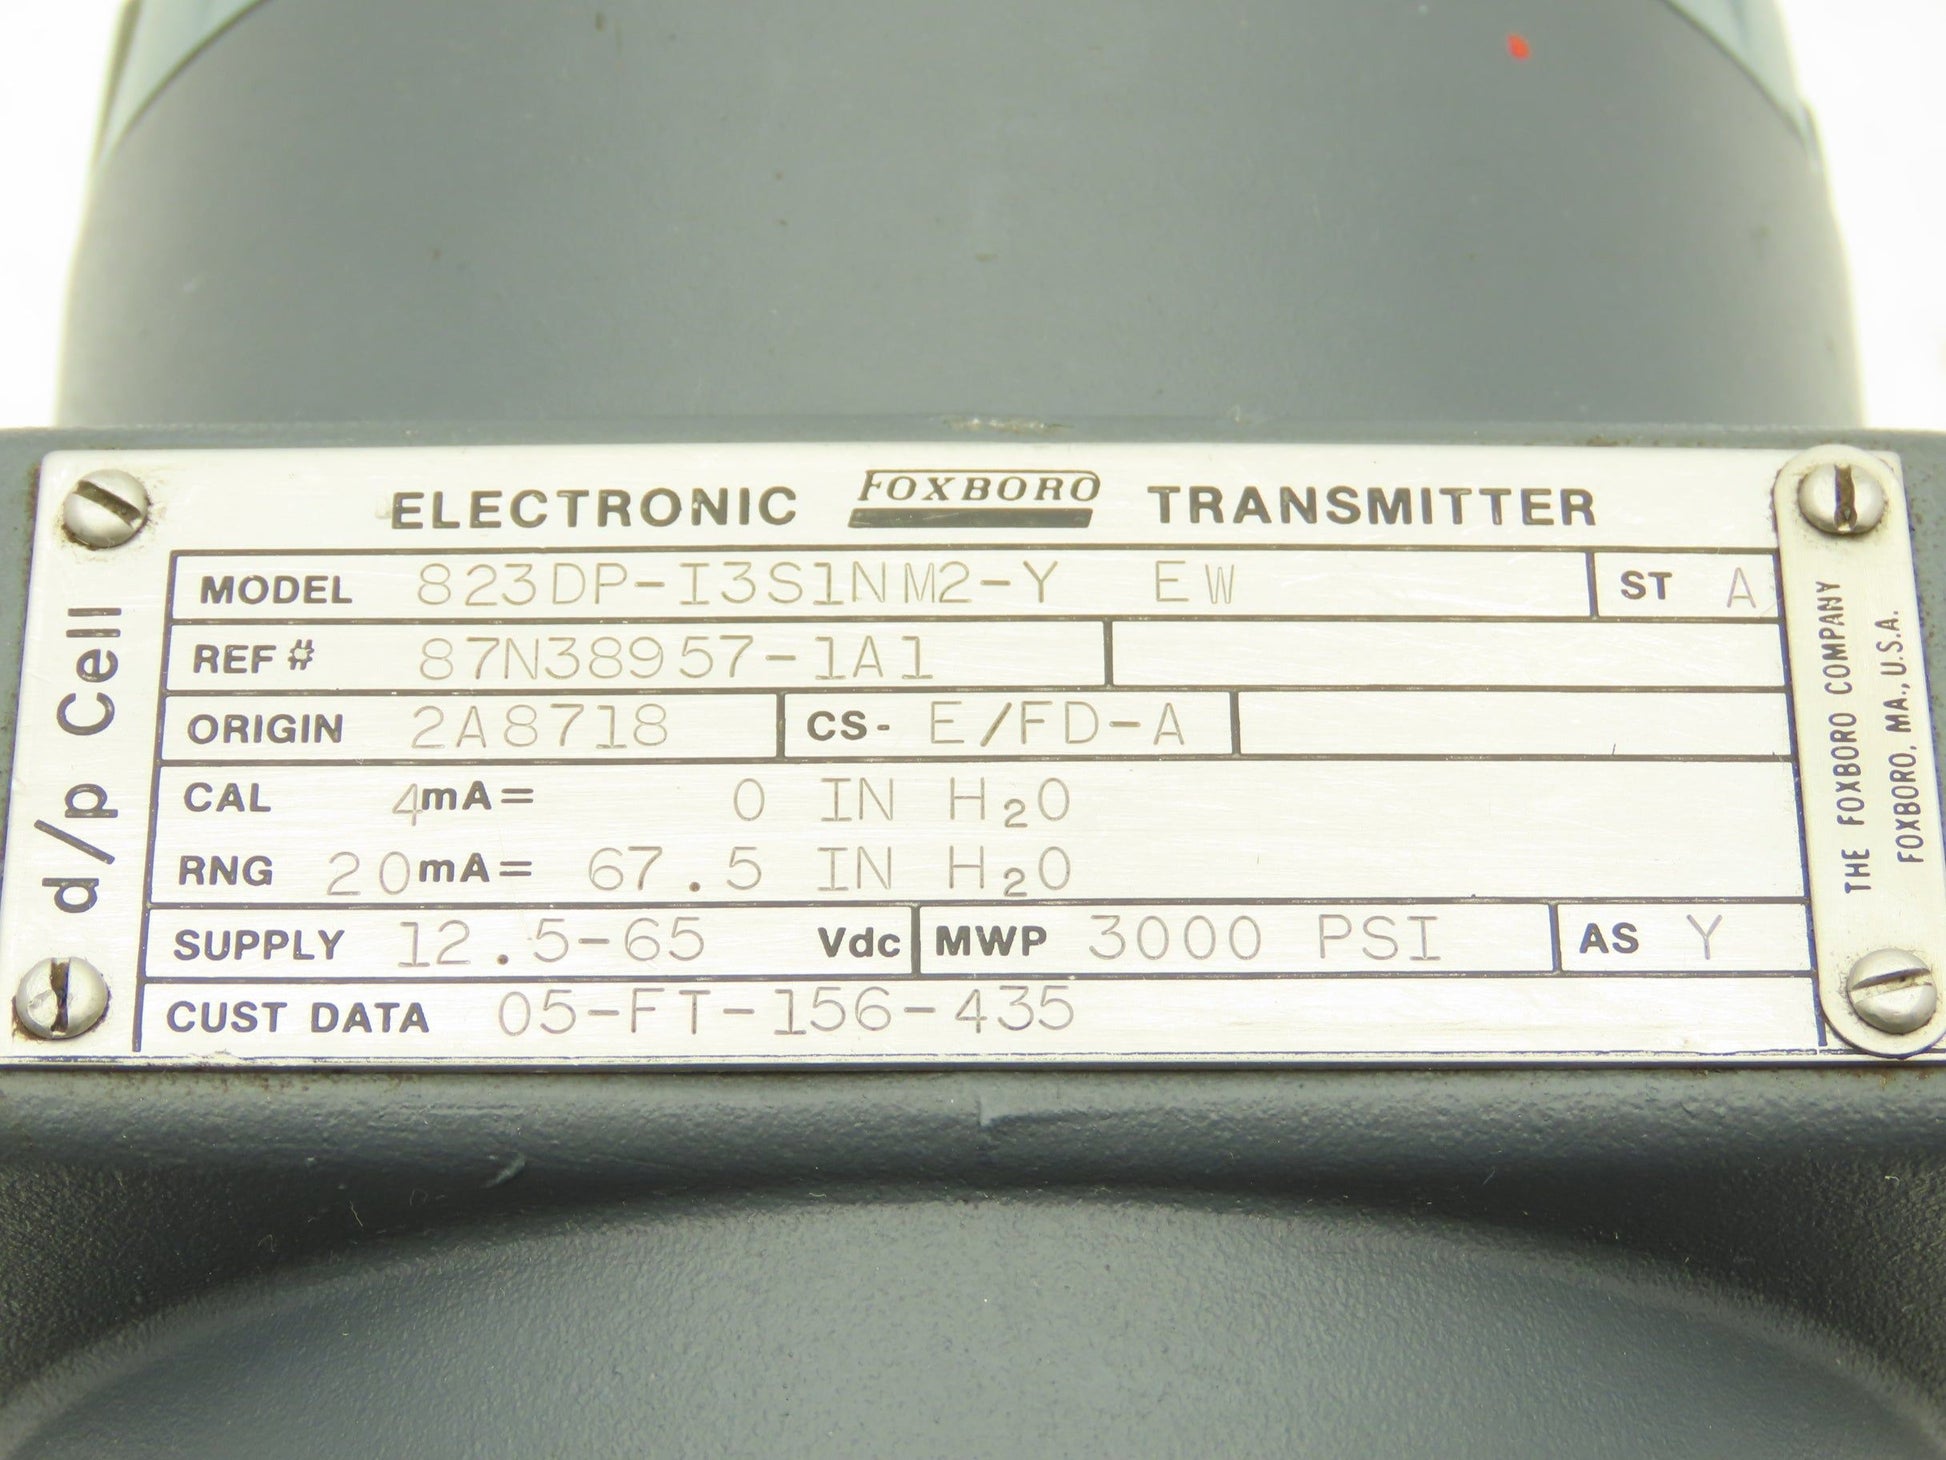 ELECTRONIC FOXBORO TRANSMITTER
d/p Cell
MODEL 823DP-I3S1NM2-Y EW ST A
REF # 87N38957-1A1
ORIGIN 2A8718 CS- E/FD-A
CAL 4mA= 0 IN H₂O
RNG 20mA= 67.5 IN H₂O
SUPPLY 12.5-65 Vdc MWP 3000 PSI AS Y
CUST DATA 05-FT-156-435
THE FOXBORO COMPANY
FOXBORO, MA., U.S.A.